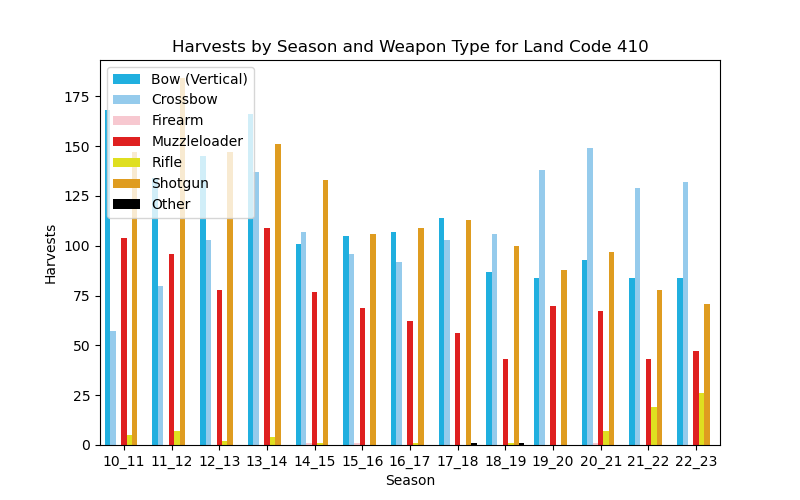 Harvests by Season and Weapon Type for Land Code 410
Bow (Vertical)
Crossbow
Firearm
Muzzleloader
Rifle
Shotgun
Other
Harvests
175
150
125
100
75
50
25
0
10_11 11_12 12_13 13_14 14_15 15_16 16_17 17_18 18_19 19_20 20_21 21_22 22_23
Season